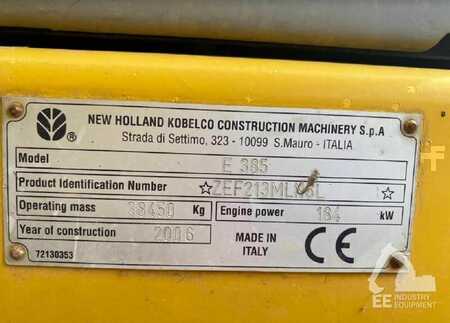 NEW HOLLAND KOBELCO CONSTRUCTION MACHINERY S.p.A
Strada di Settimo, 323 - 10099 S.Mauro - ITALIA
Model E 385
Product Identification Number
Operating mass 38450 Kg Engine power 184 kW
Year of construction 2006
MADE IN ITALY CE
72130353
EE INDUSTRY EQUIPMENT